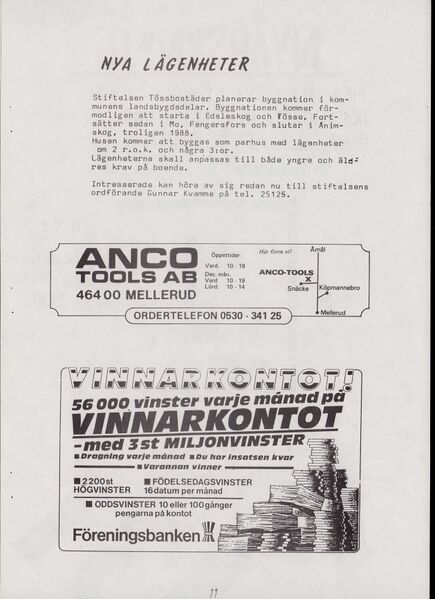 NYA LÄGENHETER
Stiftelsen Tössbostäder planerar byggnation i kom-
munens landsbygdsdelar. Byggnationen kommer för-
modligen att starta i Edsleskog och Tösse. Fort-
sätter sedan i Mo, Fengersfors och slutar i Anim-
skog, troligen 1988.
Husen kommer att byggas som parhus med lägenheter
om 2 r.o.k. och några 3:or.
Lägenheterna skall anpassas till både yngre och äld-
res krav på boende.
Intresserade kan höra av sig redan nu till stiftelsens
ordförande Gunnar Kvamme på tel. 25125.
ANCO
TOOLS AB
464 00 MELLERUD
Öppettider
Vard. 10 - 18
Dec. mån.
Vard 10 - 19
Lörd. 10 - 14
Här finns vi!
Åmål
ANCO-TOOLS
X
Snäcke
Köpmannebro
Mellerud
ORDERTELEFON 0530 - 341 25
VINNARKONTOT!
56 000 vinster varje månad på
VINNARKONTOT
-med 3 st MILJONVINSTER
■ Dragning varje månad ■ Du har insatsen kvar
■ Varannan vinner
■ 2200 st
HÖGVINSTER
■ FÖDELSEDAGSVINSTER
16 datum per månad
■ ODDSVINSTER 10 eller 100 gånger
pengarna på kontot
Föreningsbanken
11